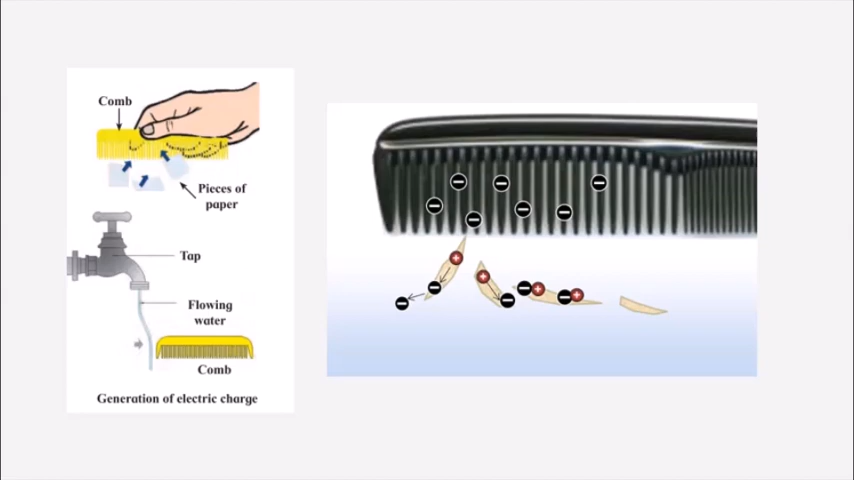 Comb
Pieces of
paper
Tap
Flowing
water
Comb
Generation of electric charge